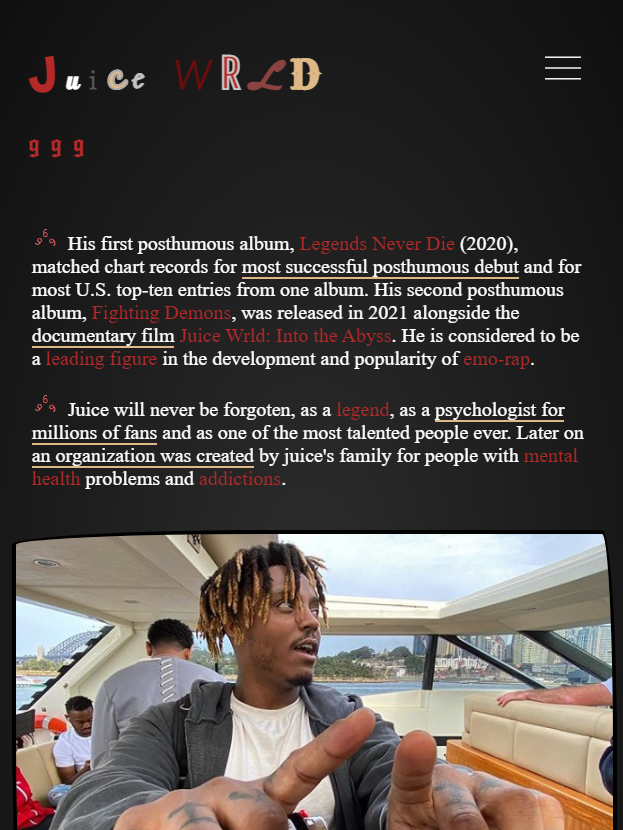 Juice WRLD
9 9 9
999 His first posthumous album, Legends Never Die (2020),
matched chart records for most successful posthumous debut and for
most U.S. top-ten entries from one album. His second posthumous
album, Fighting Demons, was released in 2021 alongside the
documentary film Juice Wrld: Into the Abyss. He is considered to be
a leading figure in the development and popularity of emo-rap.
999 Juice will never be forgoten, as a legend, as a psychologist for
millions of fans and as one of the most talented people ever. Later on
an organization was created by juice's family for people with mental
health problems and addictions.